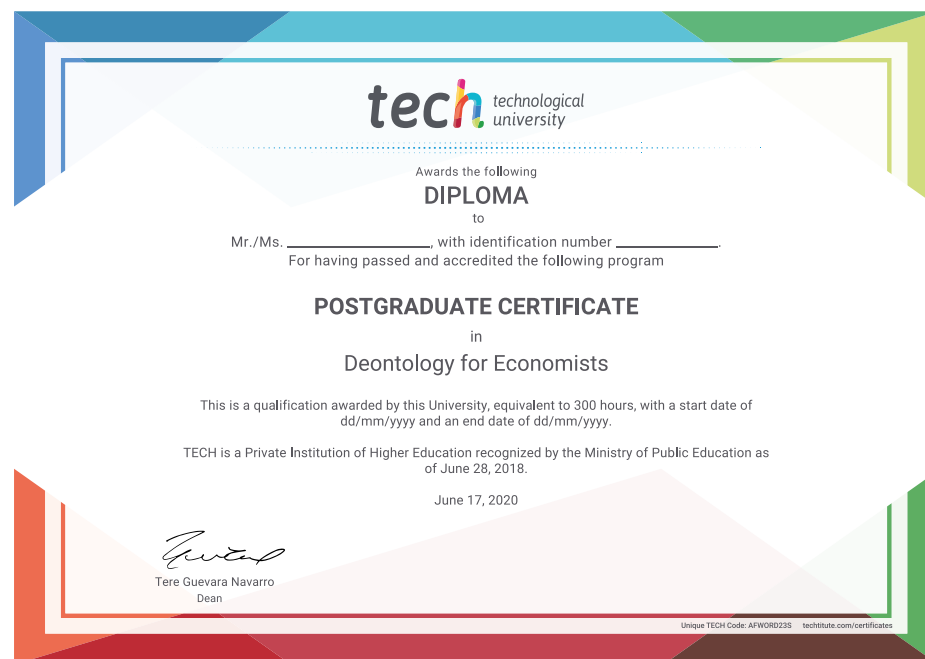 tech technological
university
Awards the following
DIPLOMA
to
Mr./Ms. ____________________, with identification number ______________.
For having passed and accredited the following program
POSTGRADUATE CERTIFICATE
in
Deontology for Economists
This is a qualification awarded by this University, equivalent to 300 hours, with a start date of
dd/mm/yyyy and an end date of dd/mm/yyyy.
TECH is a Private Institution of Higher Education recognized by the Ministry of Public Education as
of June 28, 2018.
June 17, 2020
Tere Guevara Navarro
Dean
Unique TECH Code: AFWORD23S techtitute.com/certificates